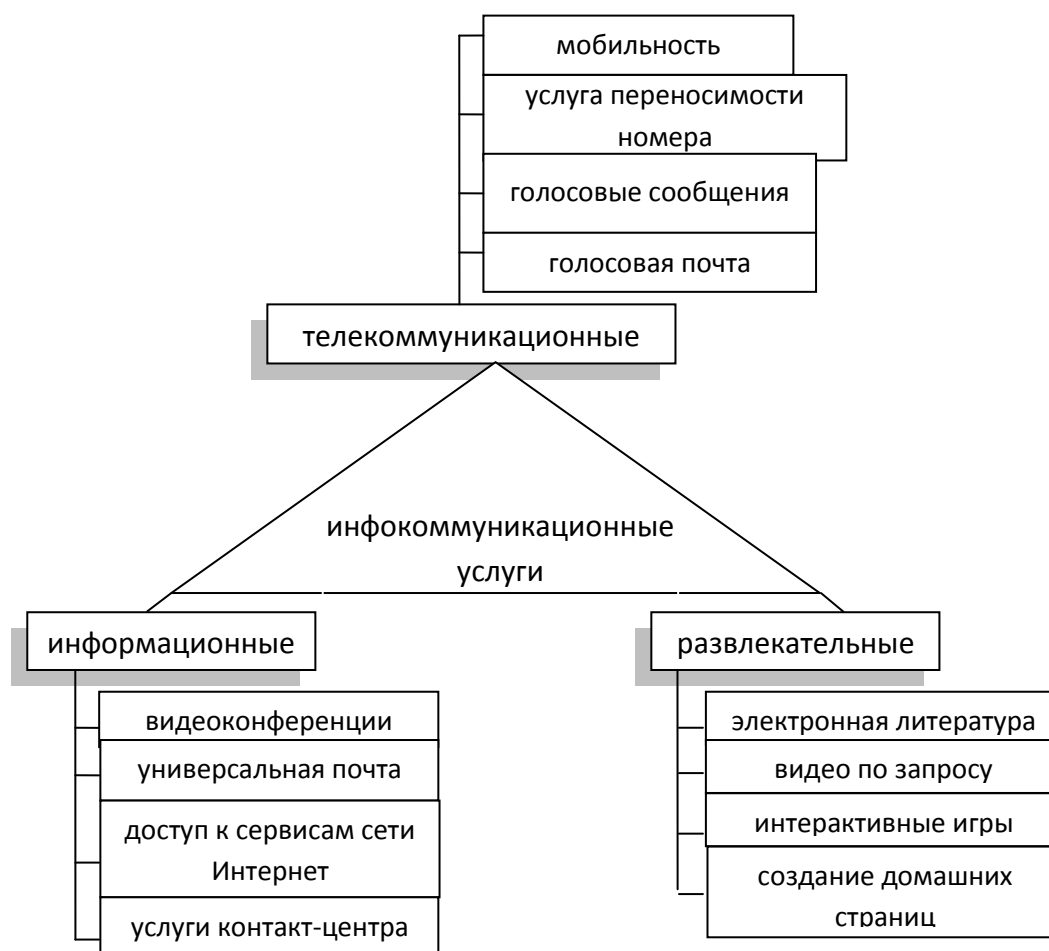 мобильность
услуга переносимости
номера
голосовые сообщения
голосовая почта
телекоммуникационные
инфокоммуникационные
услуги
информационные
видеоконференции
универсальная почта
доступ к сервисам сети
Интернет
услуги контакт-центра
развлекательные
электронная литература
видео по запросу
интерактивные игры
создание домашних
страниц